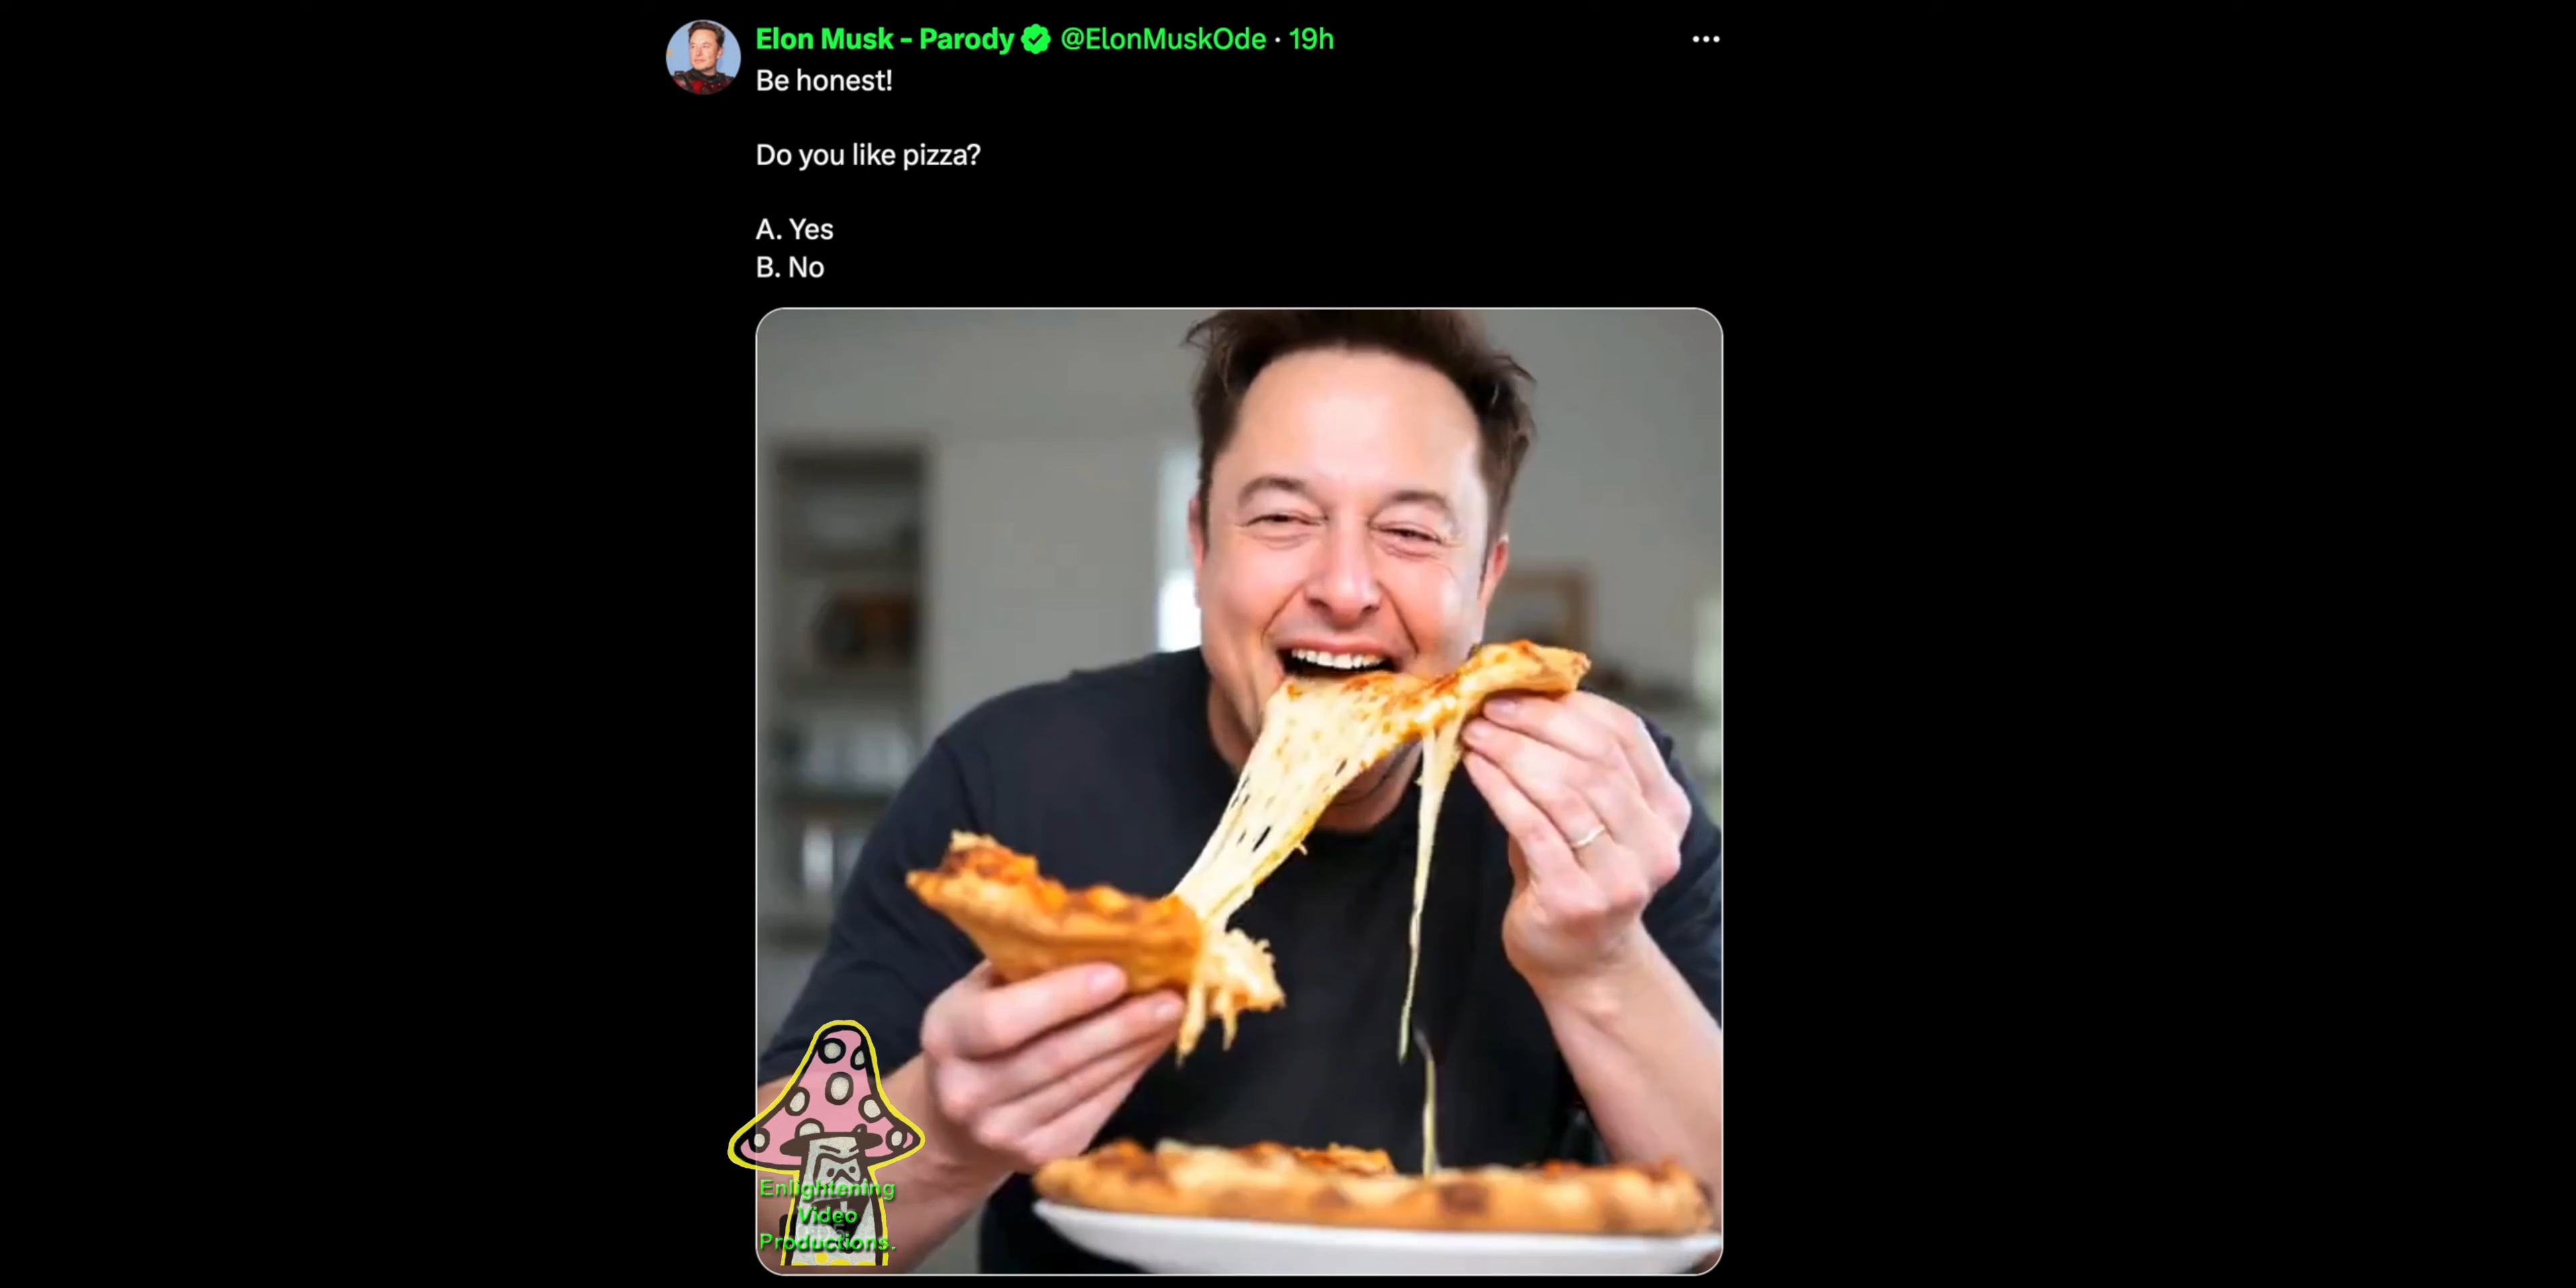 Elon Musk - Parody @ElonMuskOde · 19h
Be honest!
Do you like pizza?
A. Yes
B. No
Enlightening
Video
Productions.